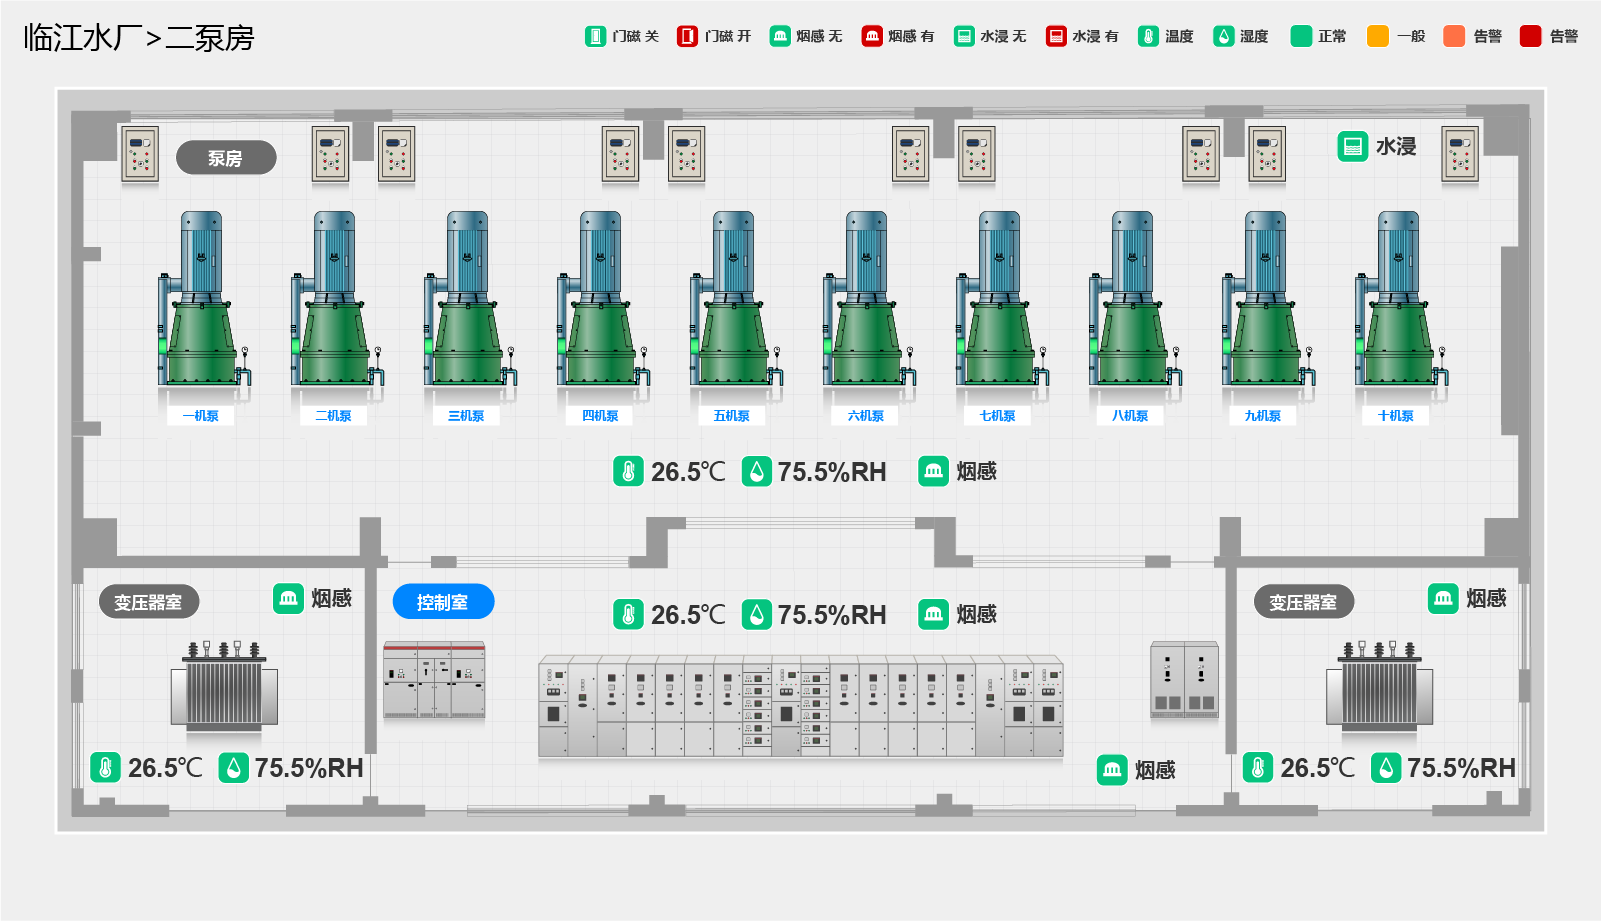 临江水厂>二泵房
门磁 关 门磁 开 烟感 无 烟感 有 水浸 无 水浸 有 温度 湿度 正常 一般 告警 告警
泵房
水浸
一机泵 二机泵 三机泵 四机泵 五机泵 六机泵 七机泵 八机泵 九机泵 十机泵
26.5℃ 75.5%RH 烟感
变压器室 烟感
控制室
26.5℃ 75.5%RH 烟感
变压器室 烟感
26.5℃ 75.5%RH
烟感
26.5℃ 75.5%RH